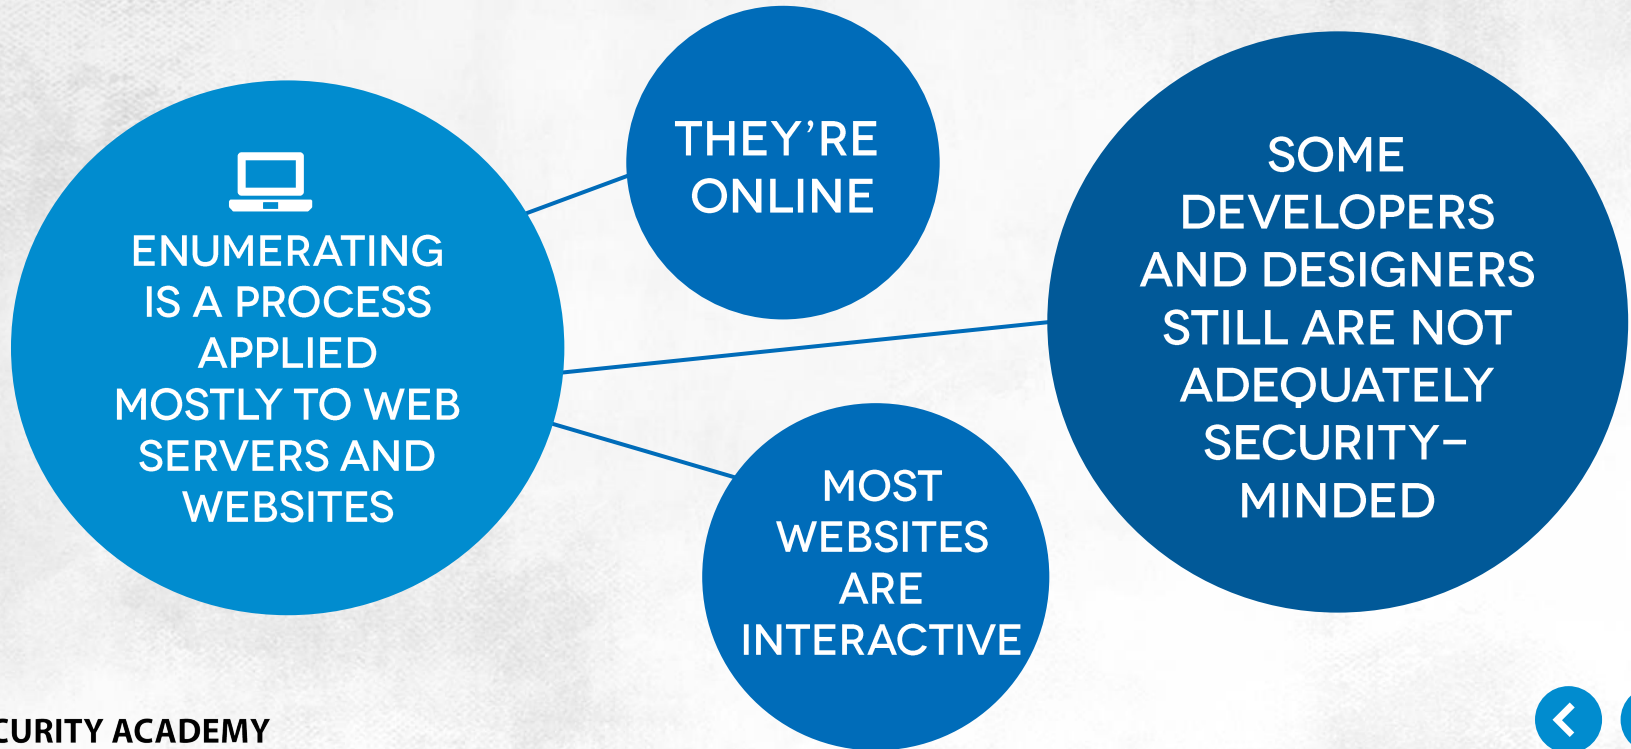 ENUMERATING
IS A PROCESS
APPLIED
MOSTLY TO WEB
SERVERS AND
WEBSITES
THEY’RE
ONLINE
SOME
DEVELOPERS
AND DESIGNERS
STILL ARE NOT
ADEQUATELY
SECURITY–
MINDED
MOST
WEBSITES
ARE
INTERACTIVE
CURITY ACADEMY